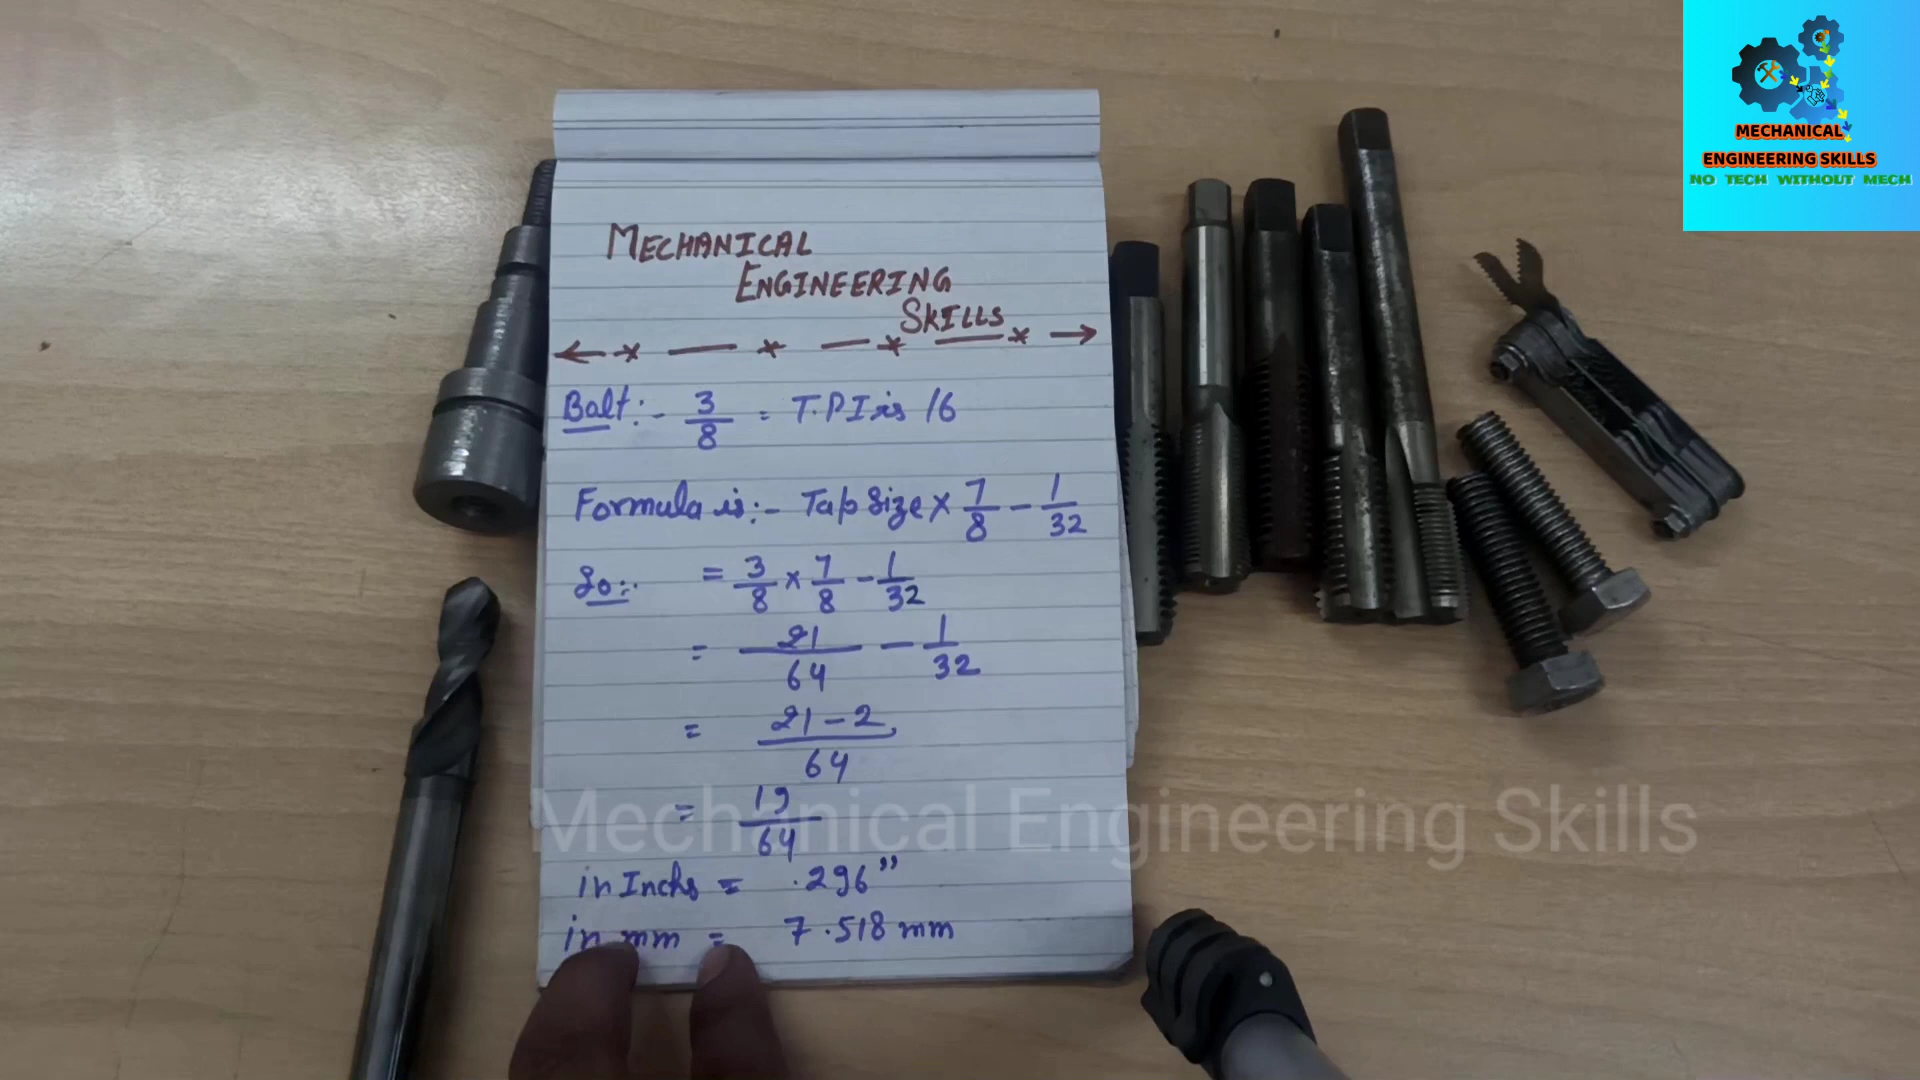 MECHANICAL
ENGINEERING SKILLS
NO TECH WITHOUT MECH
MECHANICAL
ENGINEERING
SKILLS
Bolt:- 3/8 = T.P.I is 16
Formula is:- Tap Size × 7/8 - 1/32
So:- = 3/8 × 7/8 - 1/32
= 21/64 - 1/32
= 21-2/64
= 19/64
in Inchs = .296"
in mm = 7.518 mm
Mechanical Engineering Skills